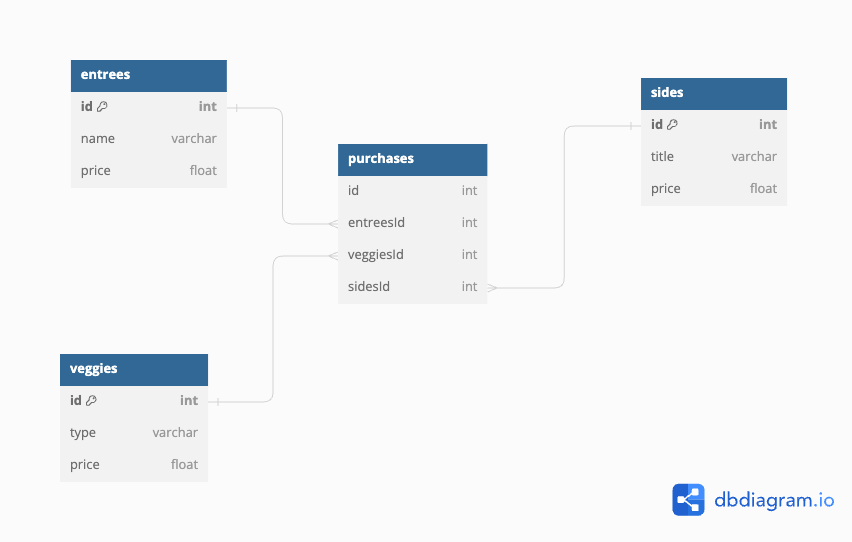 entrees
id int
name varchar
price float
purchases
id int
entreesId int
veggiesId int
sidesId int
sides
id int
title varchar
price float
veggies
id int
type varchar
price float
dbdiagram.io